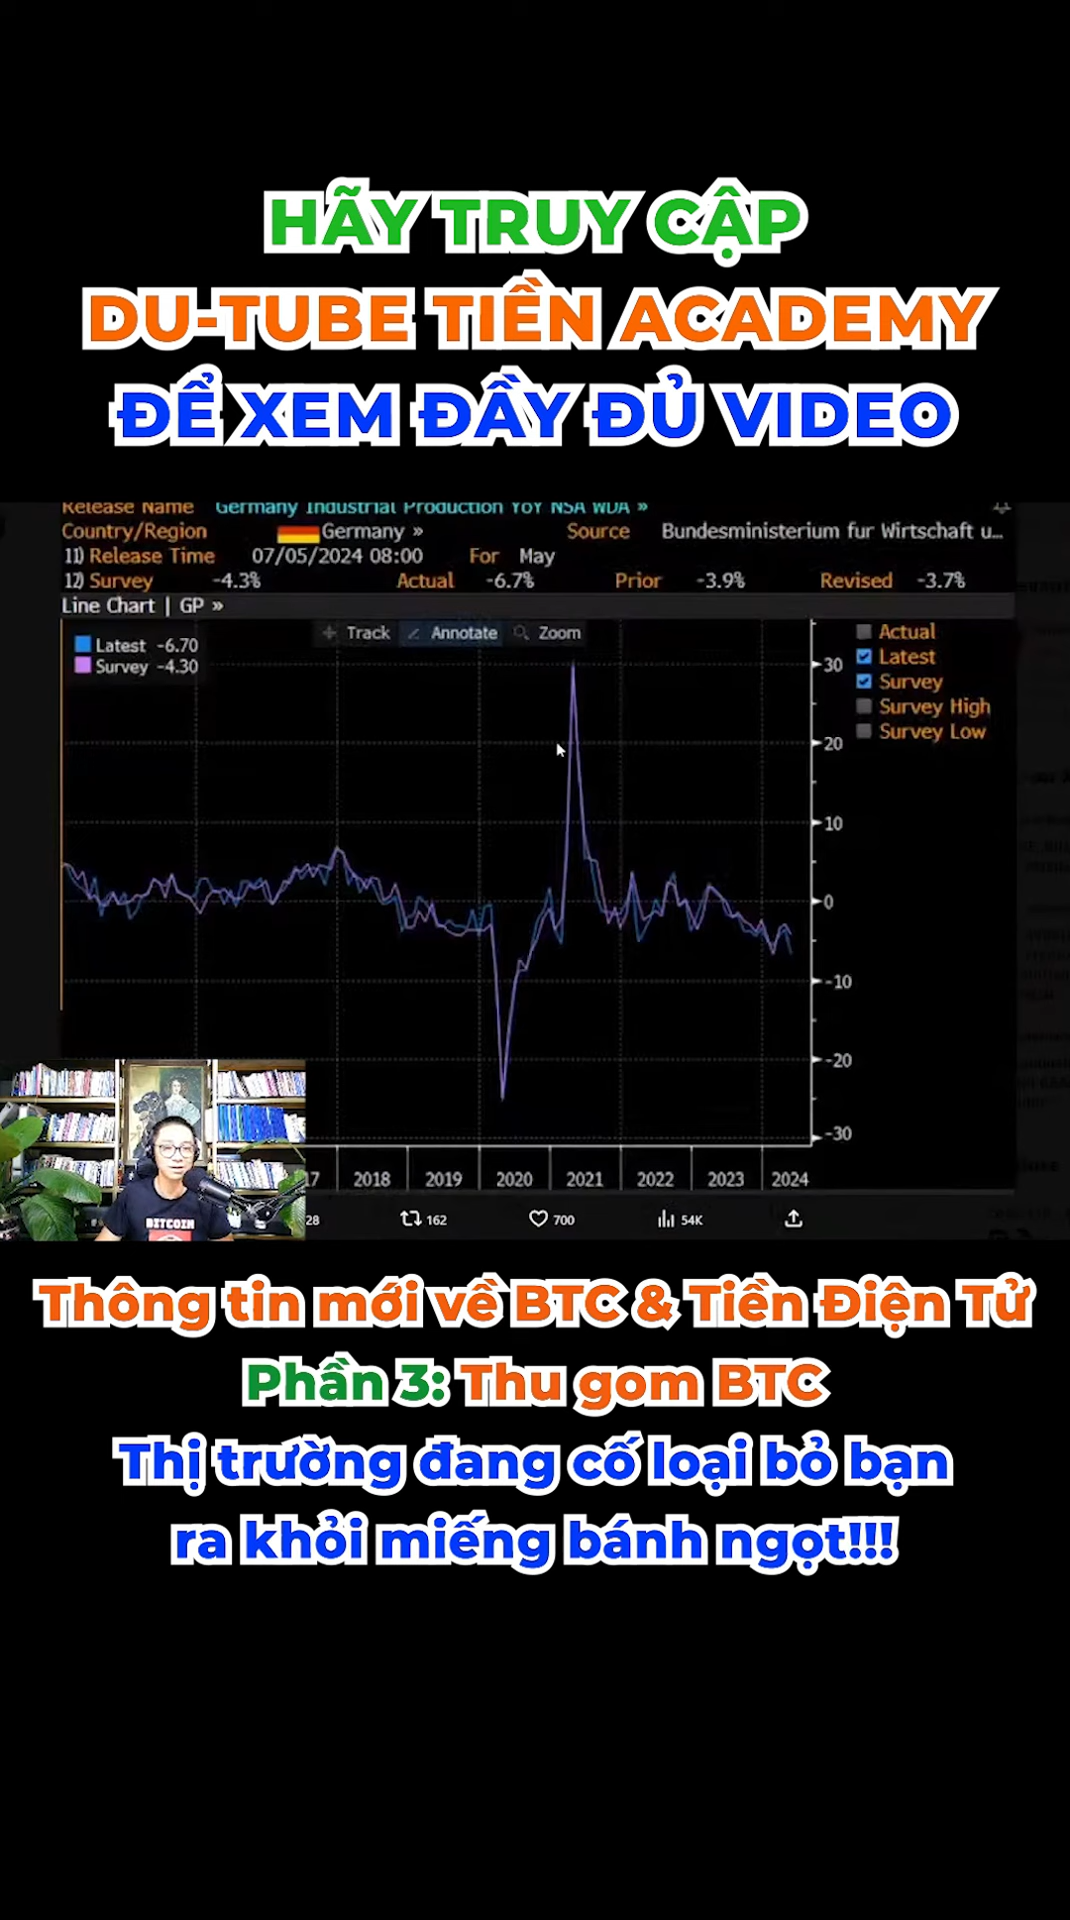 HÃY TRUY CẬP
DU-TUBE TIỀN ACADEMY
ĐỂ XEM ĐẦY ĐỦ VIDEO
Release Name Germany Industrial Production YoY NSA WDA »
Country/Region Germany » Source Bundesministerium fur Wirtschaft u...
11) Release Time 07/05/2024 08:00 For May
12) Survey -4.3% Actual -6.7% Prior -3.9% Revised -3.7%
Line Chart | GP »
Track Annotate Zoom
Latest -6.70
Survey -4.30
Actual
Latest
Survey
Survey High
Survey Low
30
20
10
0
-10
-20
-30
17 2018 2019 2020 2021 2022 2023 2024
28 162 700 54K
BITCOIN
Thông tin mới về BTC & Tiền Điện Tử
Phần 3: Thu gom BTC
Thị trường đang cố loại bỏ bạn
ra khỏi miếng bánh ngọt!!!